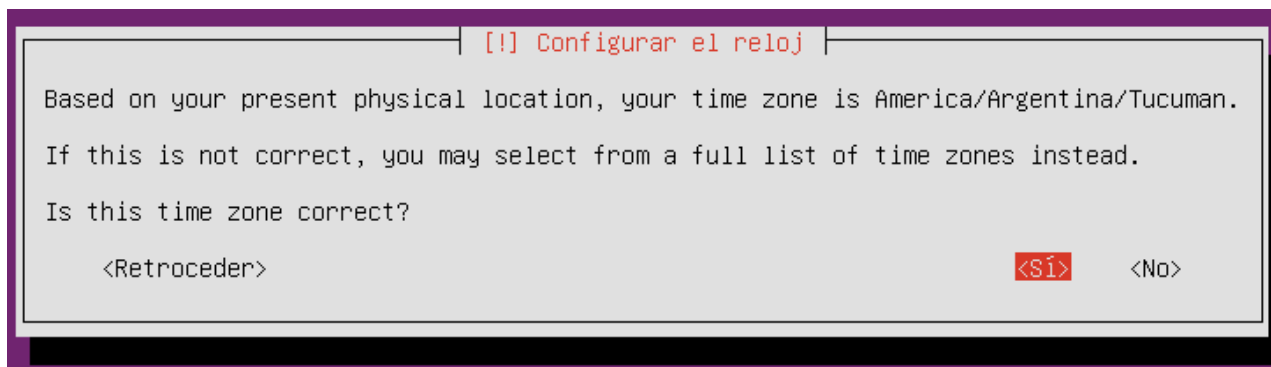 [!] Configurar el reloj
Based on your present physical location, your time zone is America/Argentina/Tucuman.
If this is not correct, you may select from a full list of time zones instead.
Is this time zone correct?
<Retroceder> <Sí> <No>